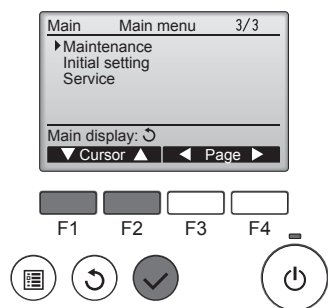 Main Main menu 3/3
Maintenance
Initial setting
Service
Main display:
Cursor Page
F1 F2 F3 F4